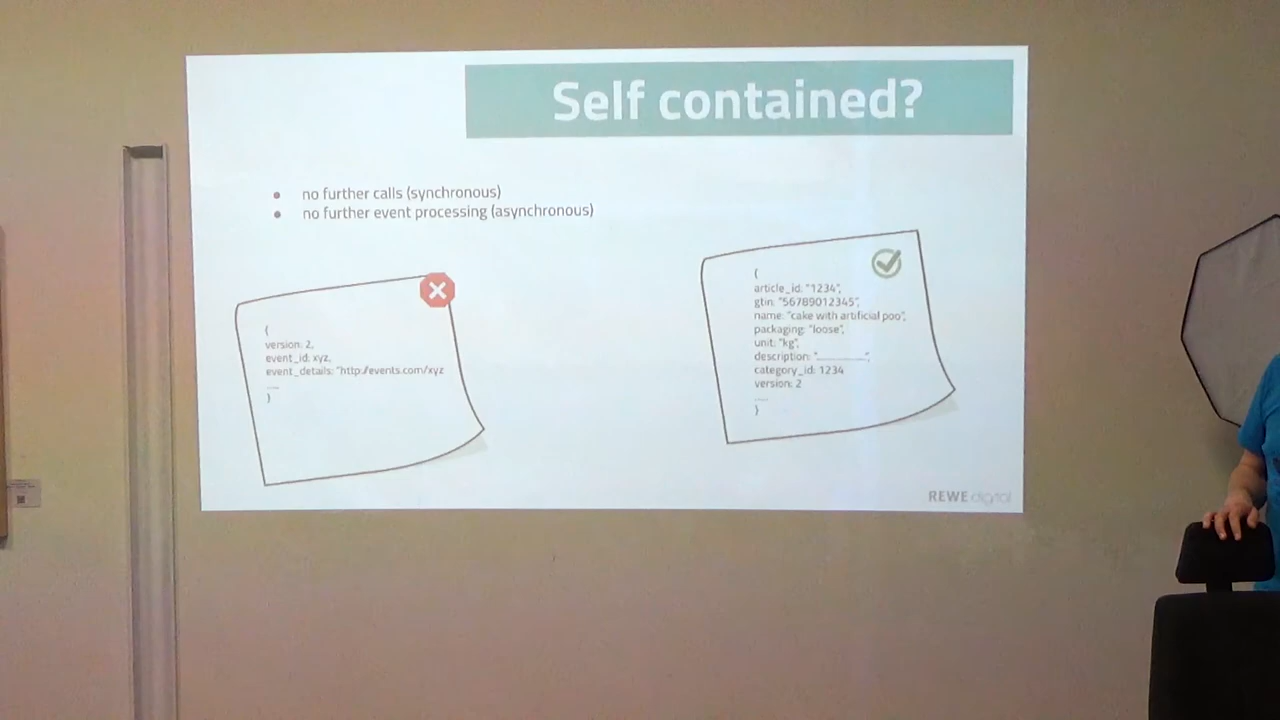 Self contained?
• no further calls (synchronous)
• no further event processing (asynchronous)
{
version: 2,
event_id: xyz,
event_details: "http://events.com/xyz
....
}
{
article_id: "1234",
gtin: "56789012345",
name: "cake with artificial poo",
packaging: "loose",
unit: "kg",
description: "__________",
category_id: 1234
version: 2
....
}
REWE digital